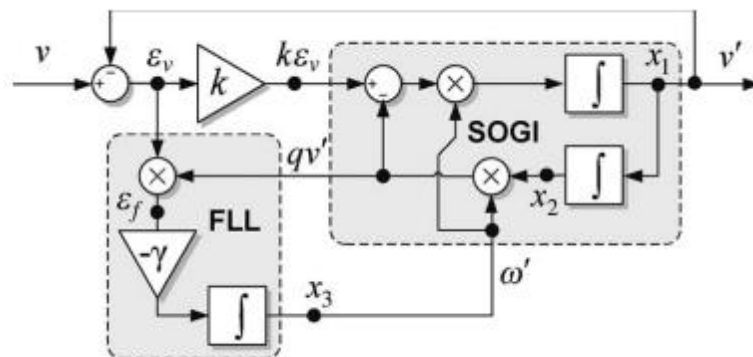 v ε_v kε_v x_1 v′
+ - k + - × ∫
SOGI
qv′ × x_2 ∫
× ε_f FLL
-γ
∫ x_3 ω′